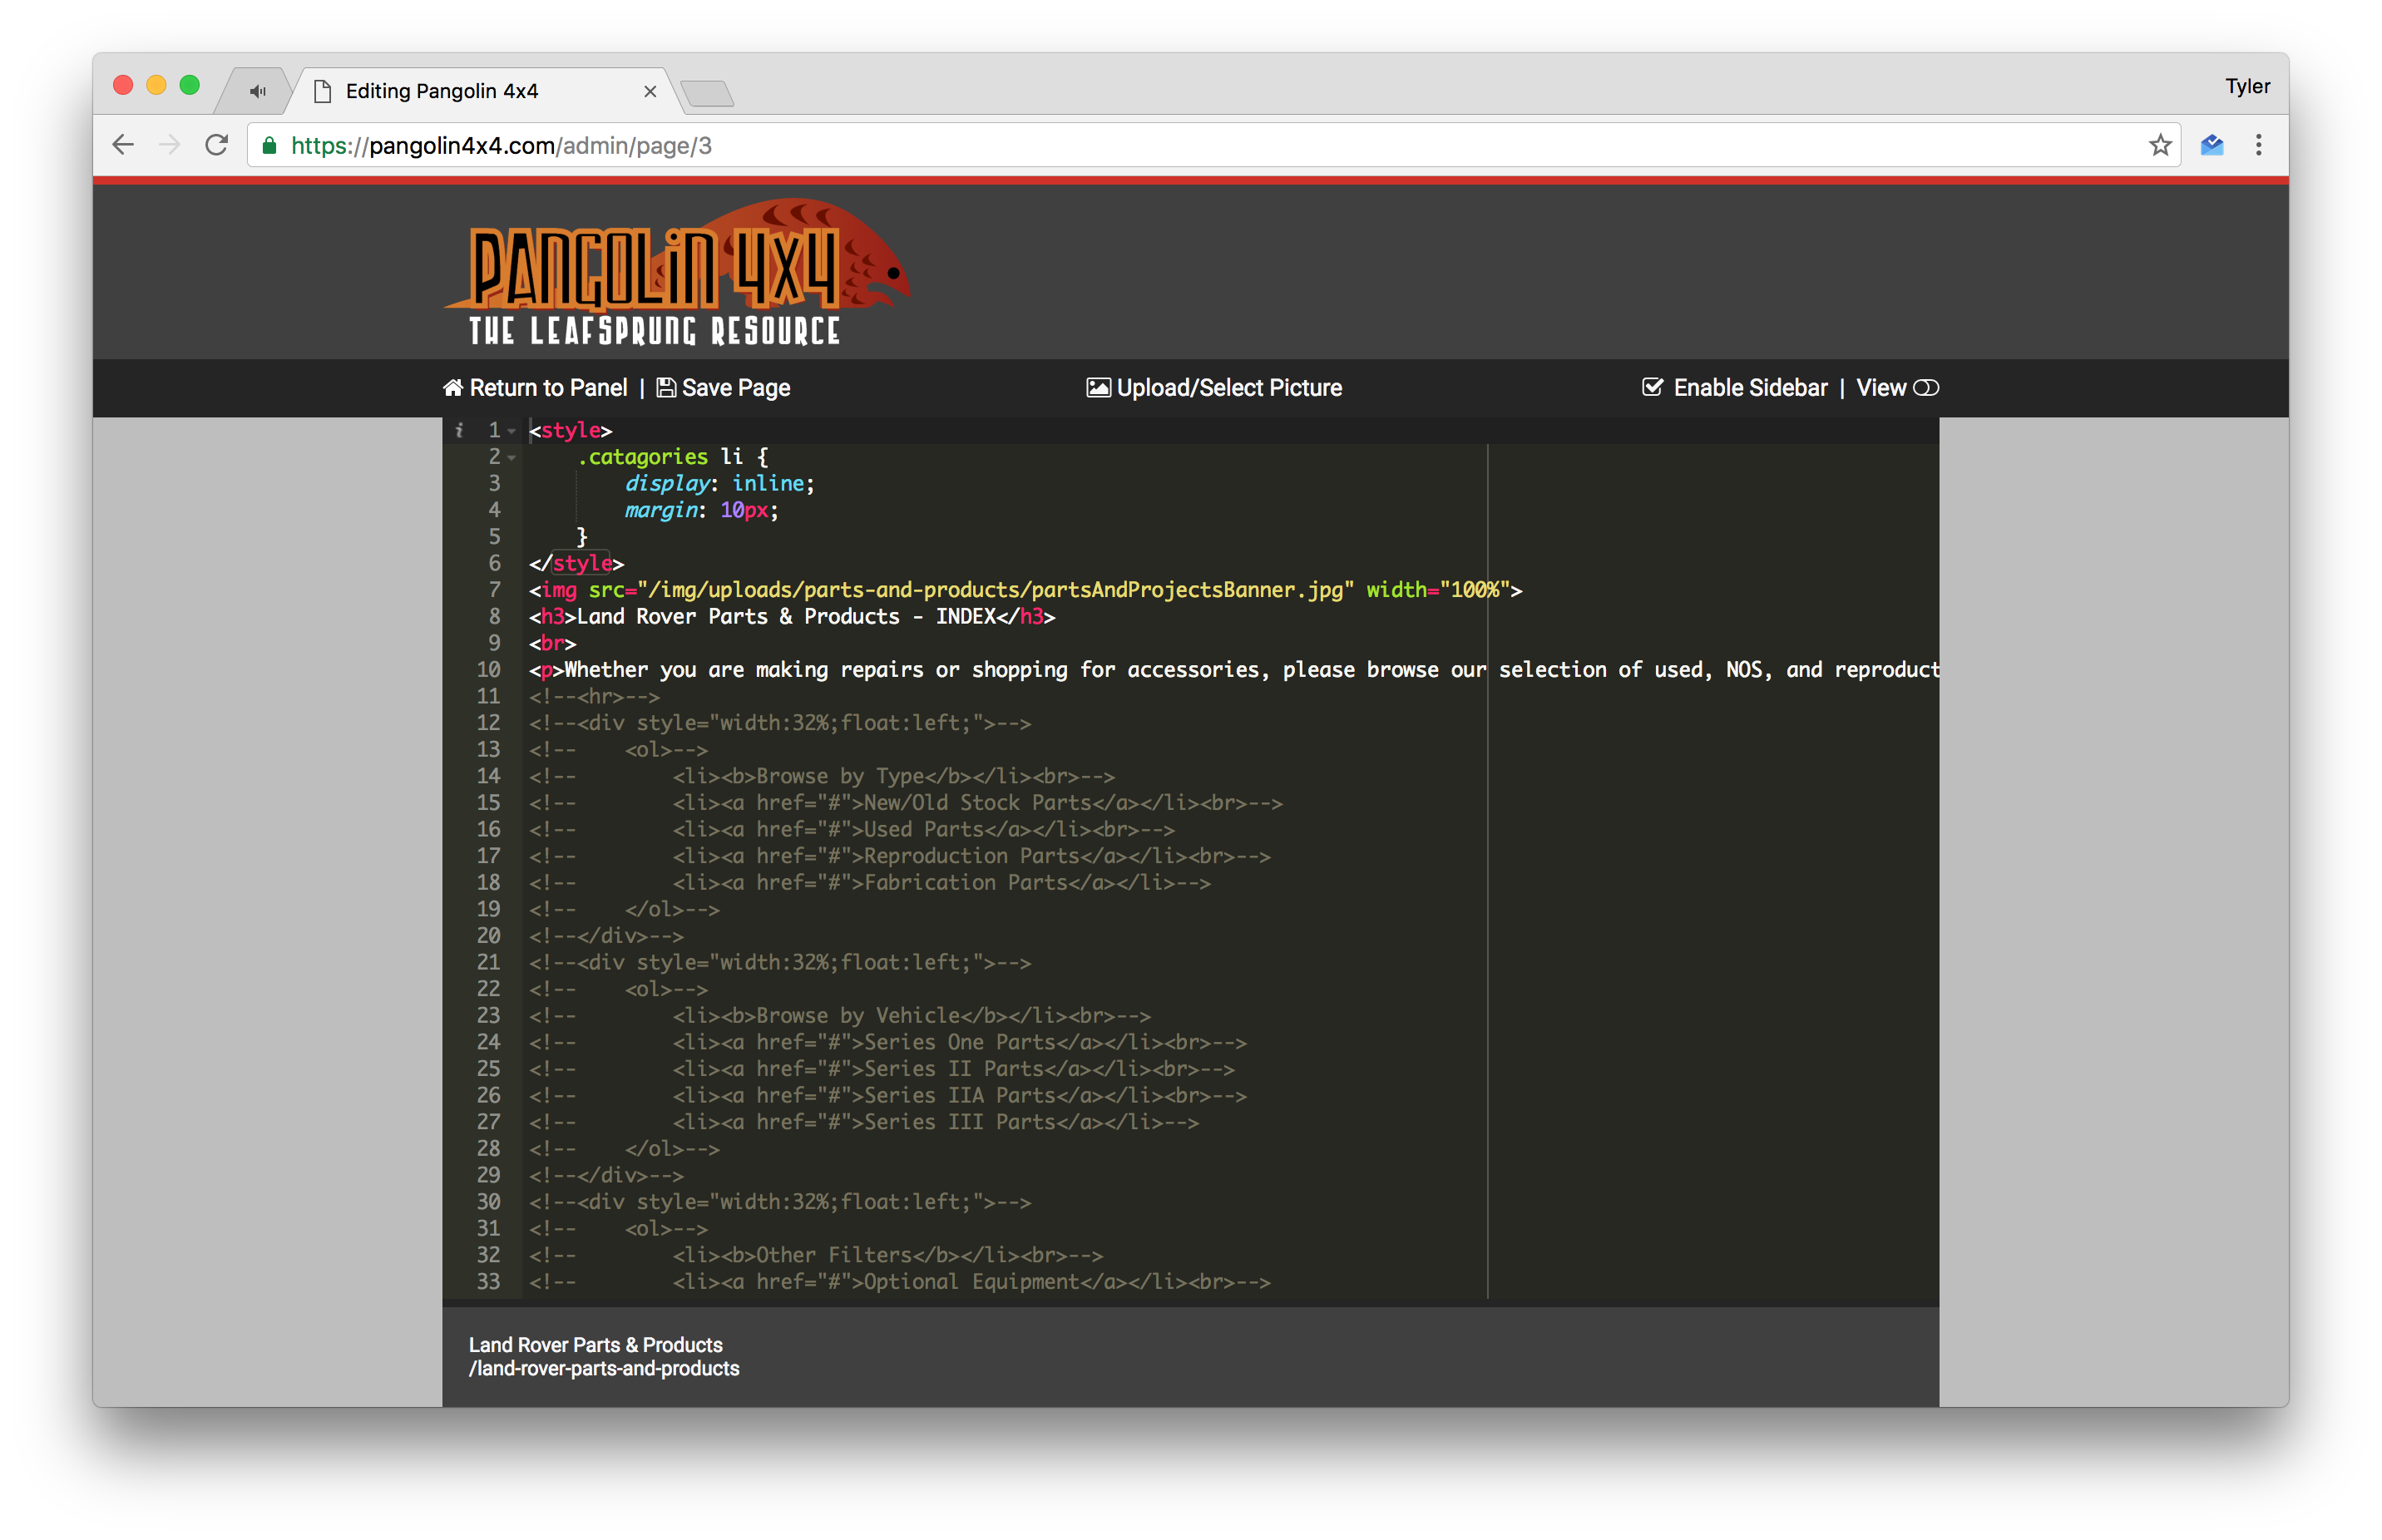 Editing Pangolin 4x4
Tyler
https://pangolin4x4.com/admin/page/3
PANGOLiN 4X4
THE LEAFSPRUNG RESOURCE
Return to Panel | Save Page Upload/Select Picture Enable Sidebar | View
1 <style>
2     .catagories li {
3         display: inline;
4         margin: 10px;
5     }
6 </style>
7 <img src="/img/uploads/parts-and-products/partsAndProjectsBanner.jpg" width="100%">
8 <h3>Land Rover Parts & Products - INDEX</h3>
9 <br>
10 <p>Whether you are making repairs or shopping for accessories, please browse our selection of used, NOS, and reproduct
11 <!--<hr>-->
12 <!--<div style="width:32%;float:left;">-->
13 <!--    <ol>-->
14 <!--        <li><b>Browse by Type</b></li><br>-->
15 <!--        <li><a href="#">New/Old Stock Parts</a></li><br>-->
16 <!--        <li><a href="#">Used Parts</a></li><br>-->
17 <!--        <li><a href="#">Reproduction Parts</a></li><br>-->
18 <!--        <li><a href="#">Fabrication Parts</a></li>-->
19 <!--    </ol>-->
20 <!--</div>-->
21 <!--<div style="width:32%;float:left;">-->
22 <!--    <ol>-->
23 <!--        <li><b>Browse by Vehicle</b></li><br>-->
24 <!--        <li><a href="#">Series One Parts</a></li><br>-->
25 <!--        <li><a href="#">Series II Parts</a></li><br>-->
26 <!--        <li><a href="#">Series IIA Parts</a></li><br>-->
27 <!--        <li><a href="#">Series III Parts</a></li>-->
28 <!--    </ol>-->
29 <!--</div>-->
30 <!--<div style="width:32%;float:left;">-->
31 <!--    <ol>-->
32 <!--        <li><b>Other Filters</b></li><br>-->
33 <!--        <li><a href="#">Optional Equipment</a></li><br>-->
Land Rover Parts & Products
/land-rover-parts-and-products